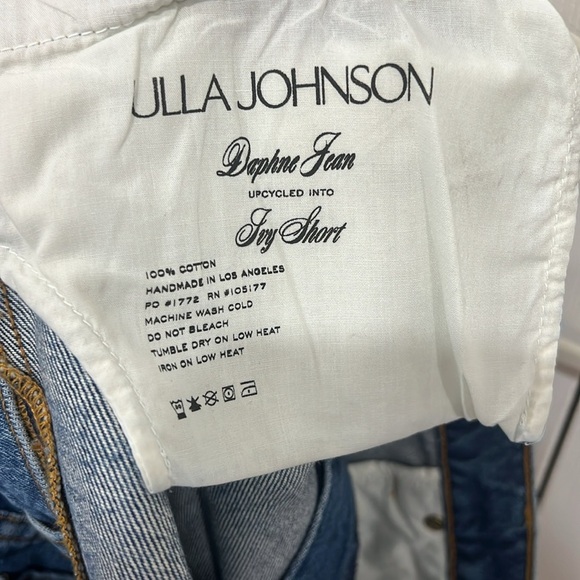 ULLA JOHNSON
Daphne Jean
UPCYCLED INTO
Ivy Short
100% COTTON
HANDMADE IN LOS ANGELES
PO #1772 RN #105177
MACHINE WASH COLD
DO NOT BLEACH
TUMBLE DRY ON LOW HEAT
IRON ON LOW HEAT